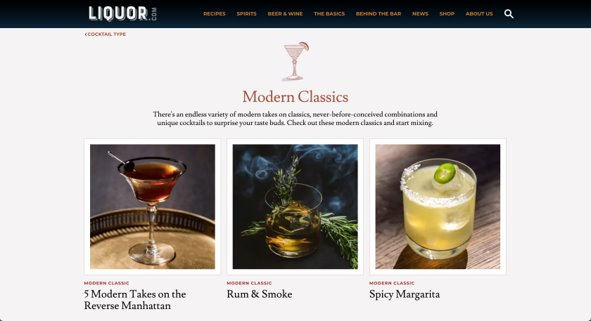 LIQUOR.COM
RECIPES SPIRITS BEER & WINE THE BASICS BEHIND THE BAR NEWS SHOP ABOUT US
‹COCKTAIL TYPE
Modern Classics
There's an endless variety of modern takes on classics, never-before-conceived combinations and
unique cocktails to surprise your taste buds. Check out these modern classics and start mixing.
MODERN CLASSIC
5 Modern Takes on the
Reverse Manhattan
MODERN CLASSIC
Rum & Smoke
MODERN CLASSIC
Spicy Margarita